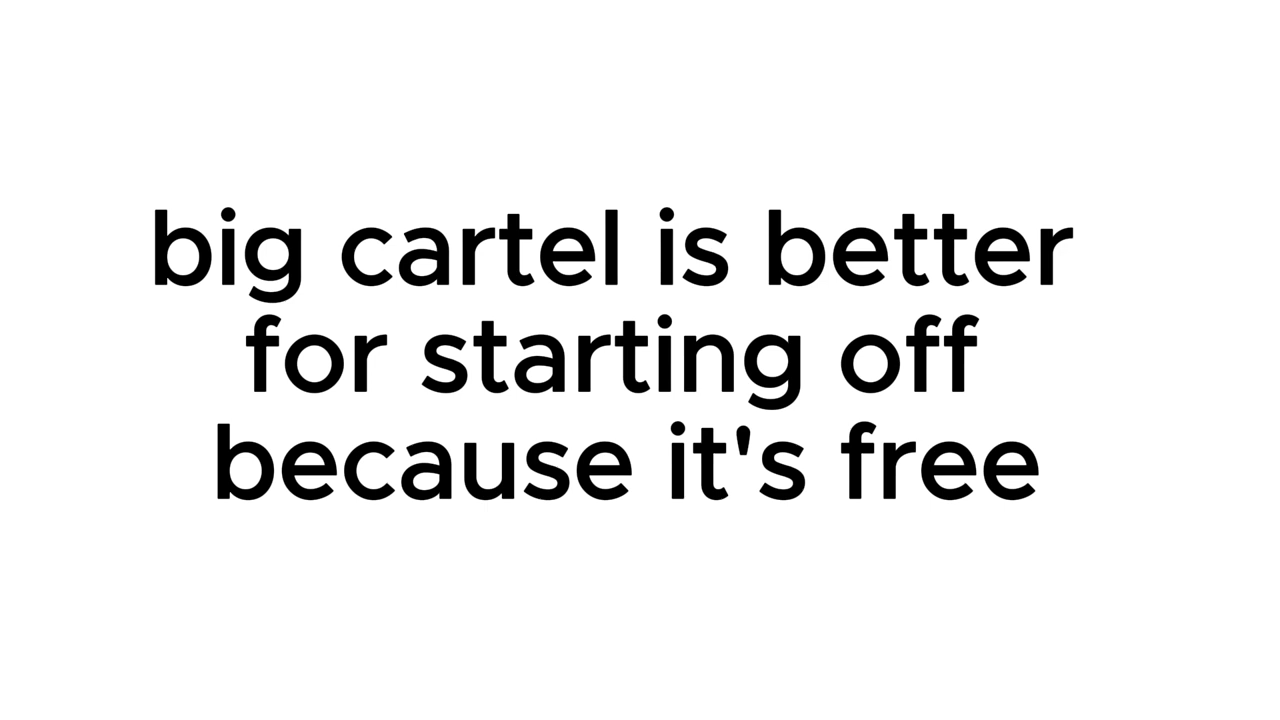 big cartel is better
for starting off
because it's free